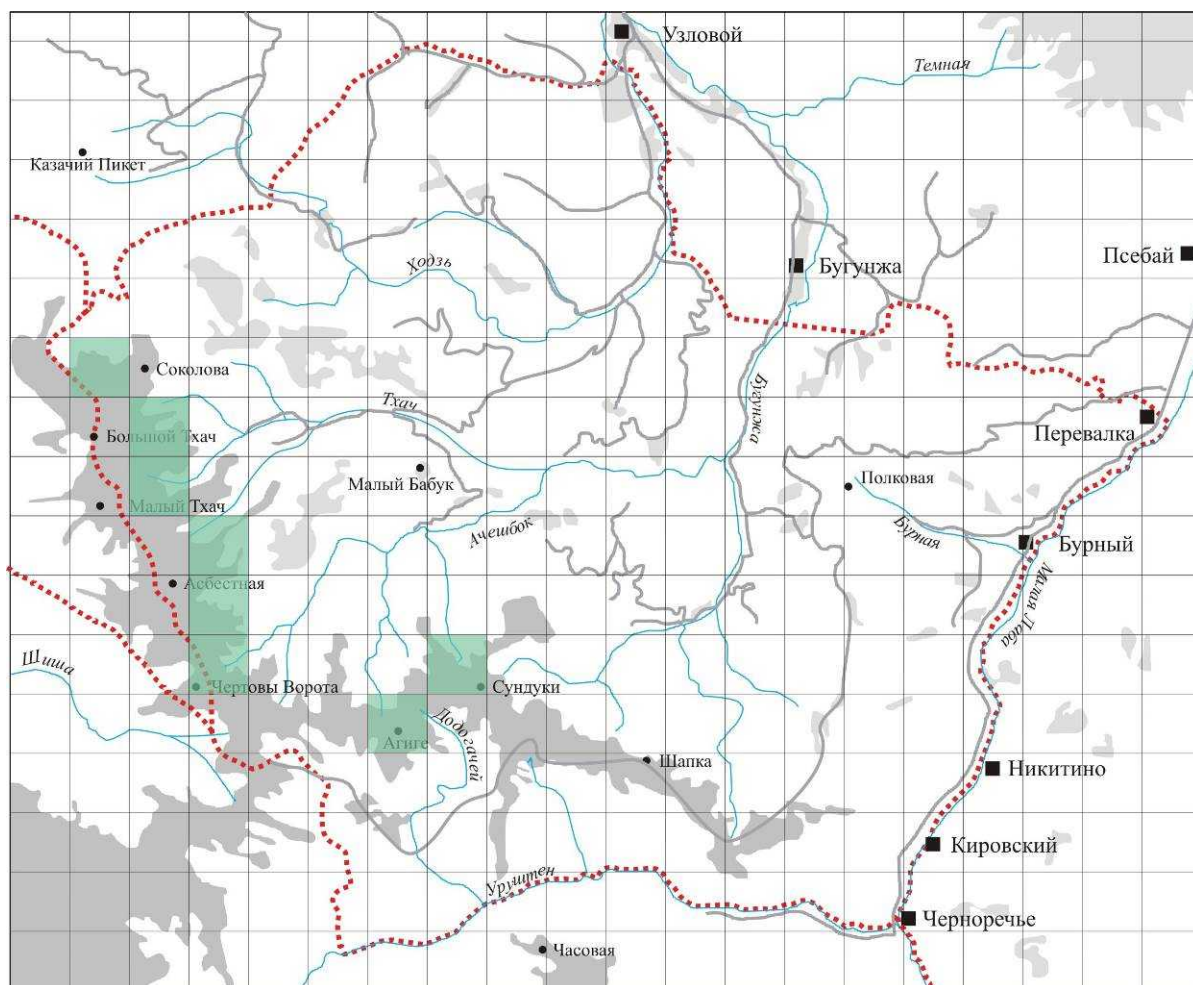 Узловой
Темная
Казачий Пикет
Ходзь
Бугунжа
Псебай
Соколова
Тхач
Бугунжа
Большой Тхач
Перевалка
Малый Бабук
Полковая
Малый Тхач
Ачешбок
Бурная
Бурный
Асбестная
Малая Лаба
Шиша
Чертовы Ворота
Сундуки
Додогачей
Агиге
Шапка
Никитино
Кировский
Уруштен
Черноречье
Часовая